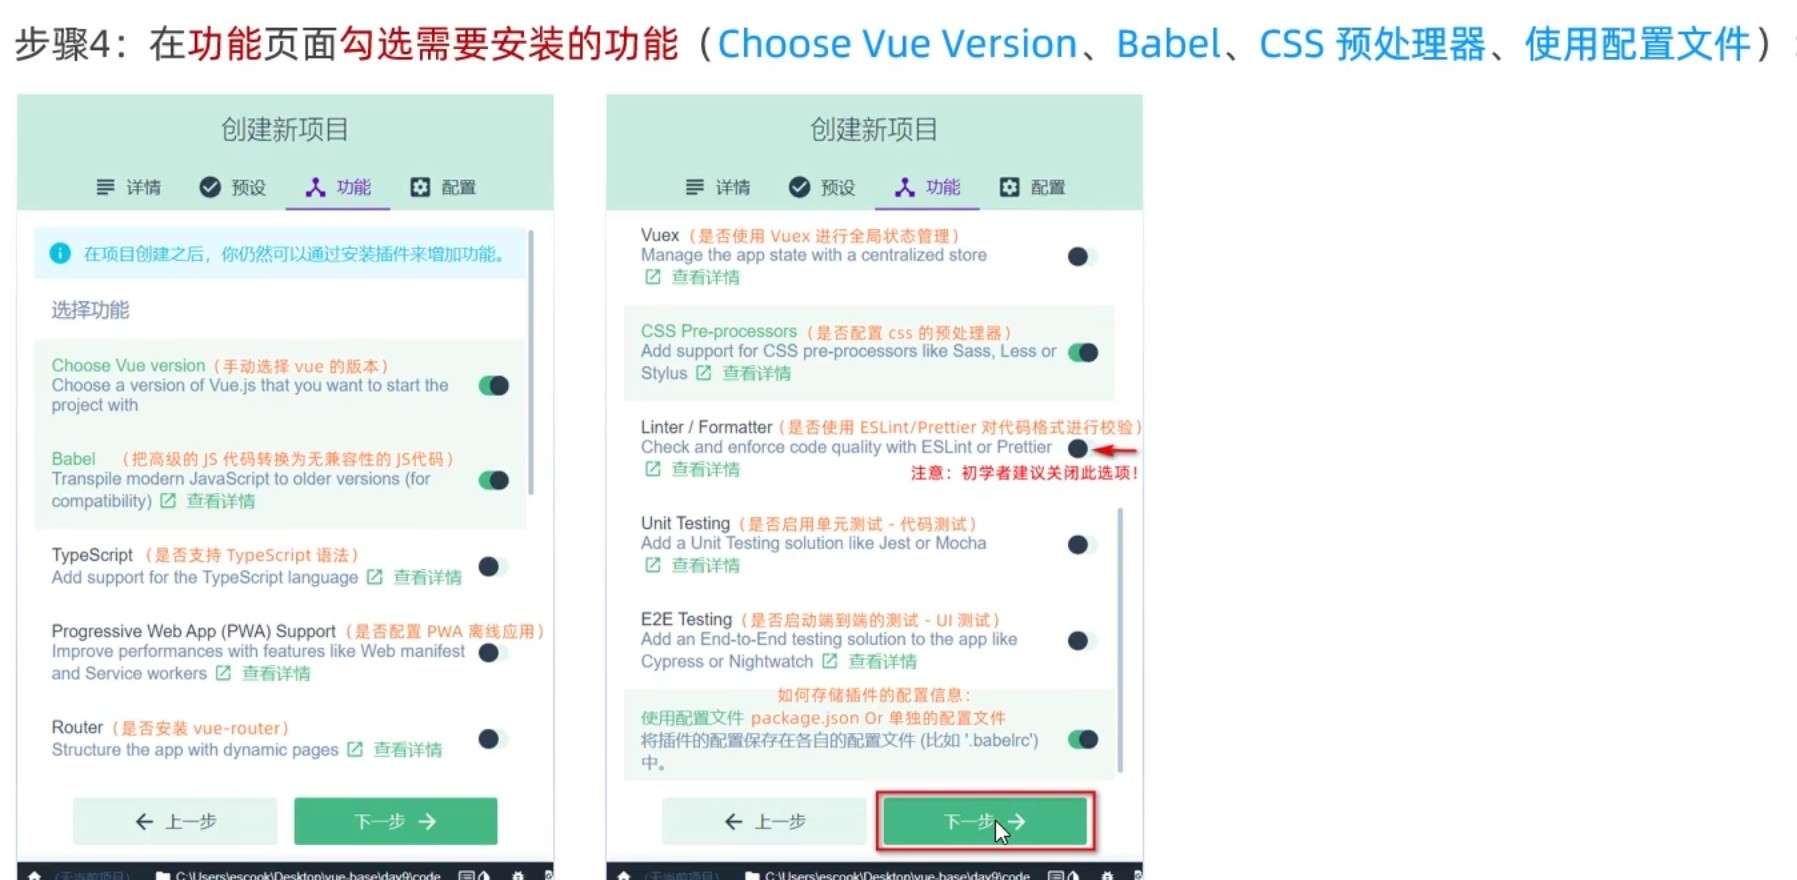 步骤4：在功能页面勾选需要安装的功能（Choose Vue Version、Babel、CSS 预处理器、使用配置文件）
创建新项目
详情 预设 功能 配置
在项目创建之后，你仍然可以通过安装插件来增加功能。
选择功能
Choose Vue version（手动选择 vue 的版本）
Choose a version of Vue.js that you want to start the
project with
Babel （把高级的 JS 代码转换为无兼容性的 JS代码）
Transpile modern JavaScript to older versions (for
compatibility) 查看详情
TypeScript （是否支持 TypeScript 语法）
Add support for the TypeScript language 查看详情
Progressive Web App (PWA) Support （是否配置 PWA 离线应用）
Improve performances with features like Web manifest
and Service workers 查看详情
Router （是否安装 vue-router）
Structure the app with dynamic pages 查看详情
上一步 下一步
（无当前项目） C:\Users\escook\Desktop\vue-base\day9\code
创建新项目
详情 预设 功能 配置
Vuex （是否使用 Vuex 进行全局状态管理）
Manage the app state with a centralized store
查看详情
CSS Pre-processors （是否配置 css 的预处理器）
Add support for CSS pre-processors like Sass, Less or
Stylus 查看详情
Linter / Formatter（是否使用 ESLint/Prettier 对代码格式进行校验）
Check and enforce code quality with ESLint or Prettier
查看详情 注意：初学者建议关闭此选项！
Unit Testing （是否启用单元测试 - 代码测试）
Add a Unit Testing solution like Jest or Mocha
查看详情
E2E Testing （是否启动端到端的测试 - UI 测试）
Add an End-to-End testing solution to the app like
Cypress or Nightwatch 查看详情
如何存储插件的配置信息：
使用配置文件 package.json Or 单独的配置文件
将插件的配置保存在各自的配置文件 (比如 '.babelrc')
中。
上一步 下一步
（无当前项目） C:\Users\escook\Desktop\vue-base\day9\code